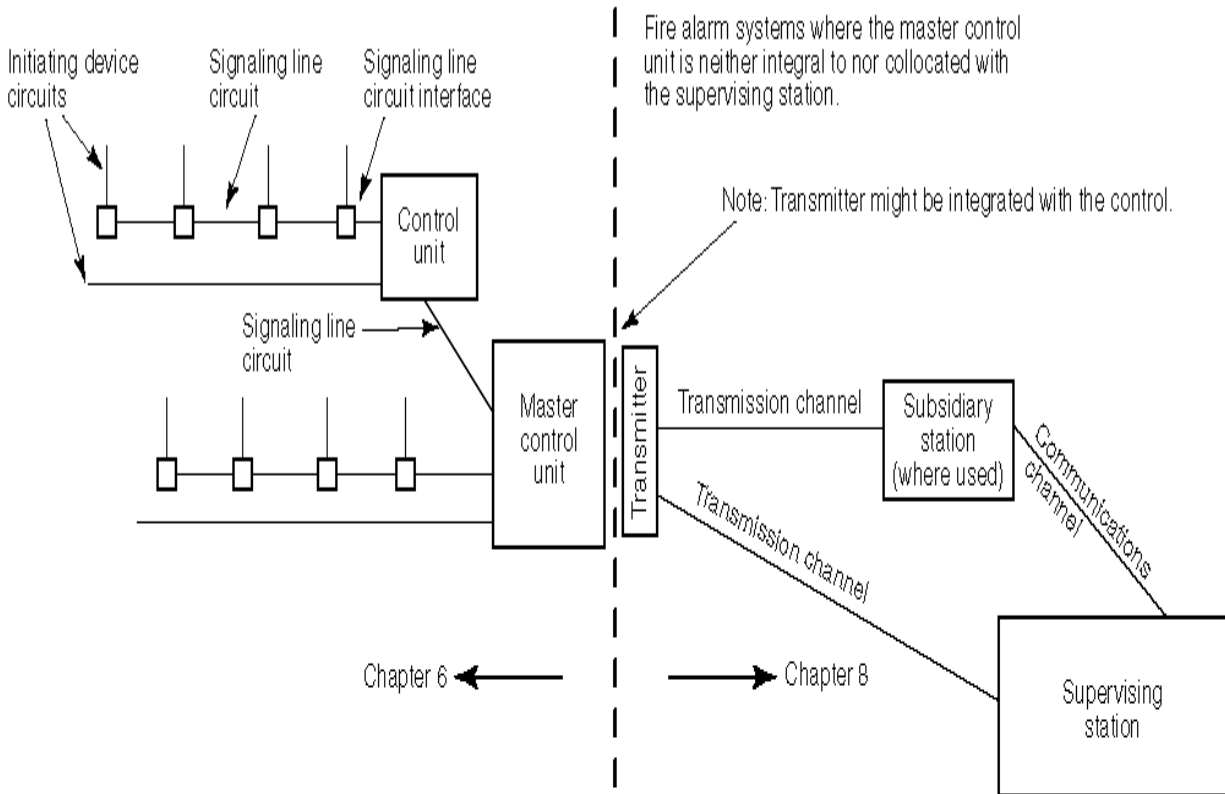 Initiating device
circuits
Signaling line
circuit
Signaling line
circuit interface
Fire alarm systems where the master control
unit is neither integral to nor collocated with
the supervising station.
Note: Transmitter might be integrated with the control.
Control
unit
Signaling line
circuit
Master
control
unit
Transmitter
Transmission channel
Subsidiary
station
(where used)
Communications
channel
Transmission channel
Chapter 6
Chapter 8
Supervising
station